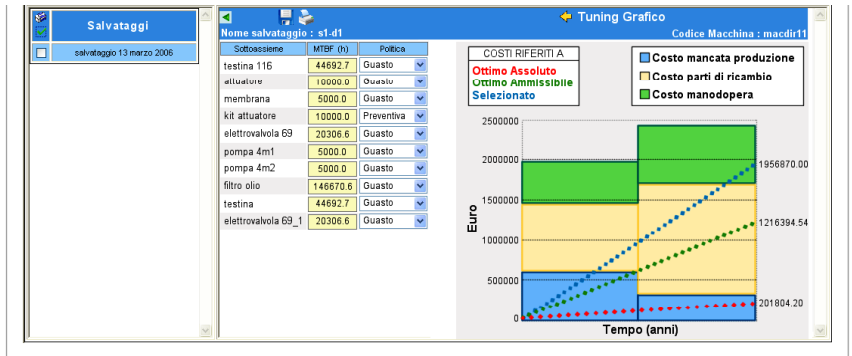 Salvataggi
salvataggio 13 marzo 2006
Tuning Grafico
Nome salvataggio : s1-d1
Codice Macchina : macdir11
Sottoassieme MTBF (h) Politica
testina 116 44692.7 Guasto
attuatore 10000.0 Guasto
membrana 5000.0 Guasto
kit attuatore 10000.0 Preventiva
elettrovalvola 69 20306.6 Guasto
pompa 4m1 5000.0 Guasto
pompa 4m2 5000.0 Guasto
filtro olio 146670.6 Guasto
testina 44692.7 Guasto
elettrovalvola 69_1 20306.6 Guasto
COSTI RIFERITI A
Ottimo Assoluto
Ottimo Ammissibile
Selezionato
Costo mancata produzione
Costo parti di ricambio
Costo manodopera
Euro
2500000
2000000
1500000
1000000
500000
0
1956870.00
1216394.54
201804.20
Tempo (anni)